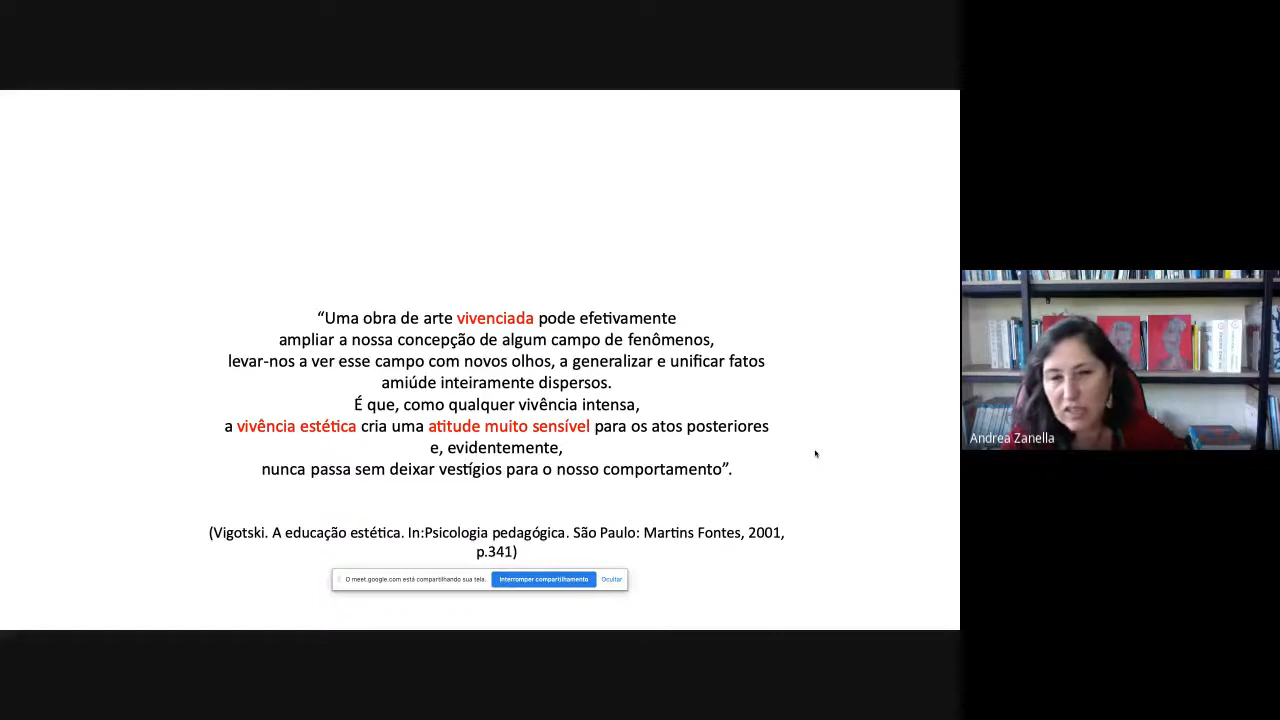 “Uma obra de arte vivenciada pode efetivamente
ampliar a nossa concepção de algum campo de fenômenos,
levar-nos a ver esse campo com novos olhos, a generalizar e unificar fatos
amiúde inteiramente dispersos.
É que, como qualquer vivência intensa,
a vivência estética cria uma atitude muito sensível para os atos posteriores
e, evidentemente,
nunca passa sem deixar vestígios para o nosso comportamento”.
(Vigotski. A educação estética. In:Psicologia pedagógica. São Paulo: Martins Fontes, 2001,
p.341)
O meet.google.com está compartilhando sua tela. Interromper compartilhamento Ocultar
Andrea Zanella